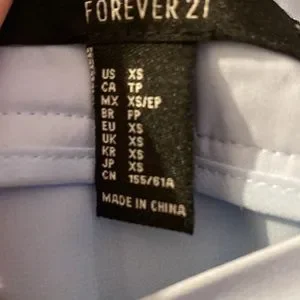 FOREVER 21
US XS
CA TP
MX XS/EP
BR PP
EU XS
UK XS
KR XS
JP XS
CN 155/61A
MADE IN CHINA